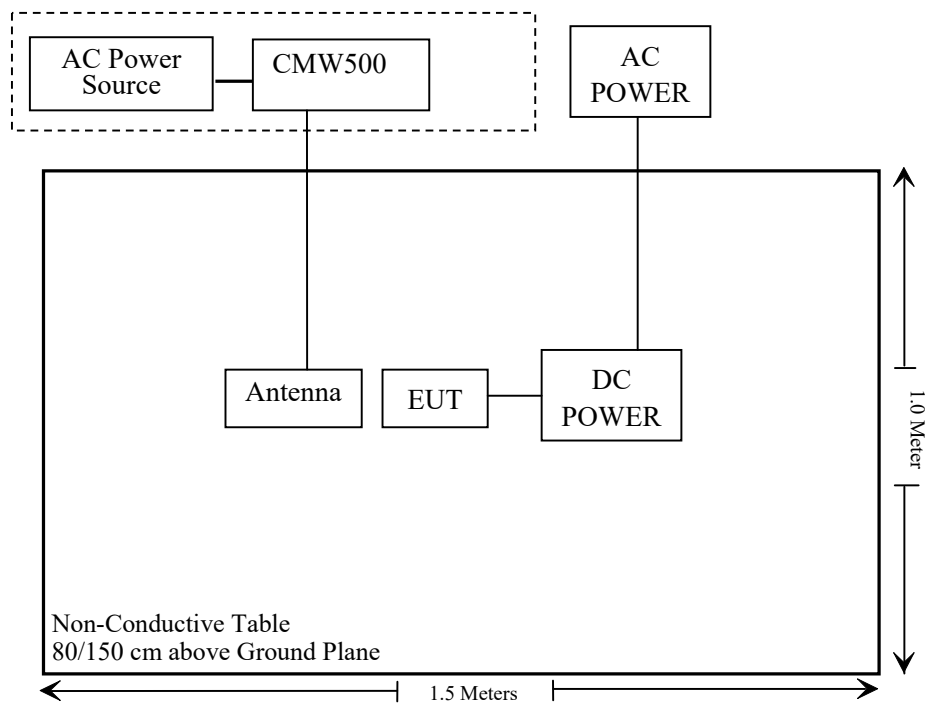 AC Power
Source
CMW500
AC
POWER
Antenna
EUT
DC
POWER
1.0 Meter
Non-Conductive Table
80/150 cm above Ground Plane
1.5 Meters